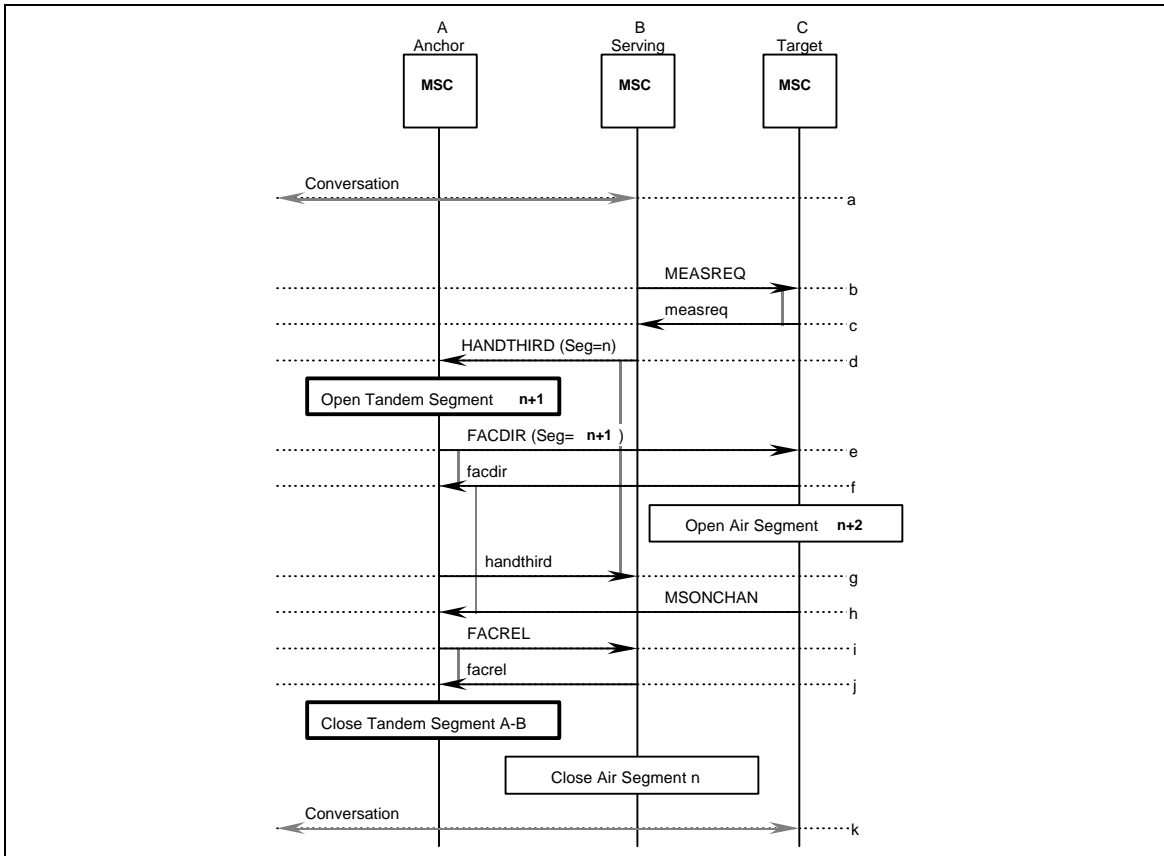 A B C
Anchor Serving Target
MSC MSC MSC
Conversation
a
MEASREQ
b
measreq
c
HANDTHIRD (Seg=n)
d
Open Tandem Segment n+1
FACDIR (Seg= n+1 )
e
facdir
f
Open Air Segment n+2
handthird
g
MSONCHAN
h
FACREL
i
facrel
j
Close Tandem Segment A-B
Close Air Segment n
Conversation
k